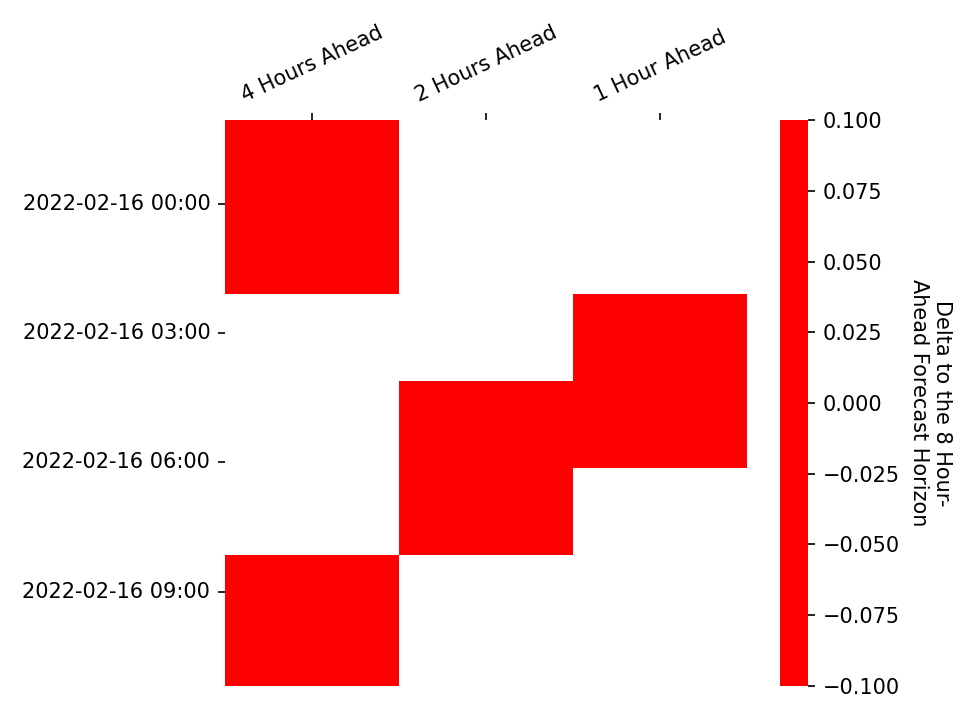 4 Hours Ahead
2 Hours Ahead
1 Hour Ahead
2022-02-16 00:00
2022-02-16 03:00
2022-02-16 06:00
2022-02-16 09:00
0.100
0.075
0.050
0.025
0.000
−0.025
−0.050
−0.075
−0.100
Delta to the 8 Hour-
Ahead Forecast Horizon